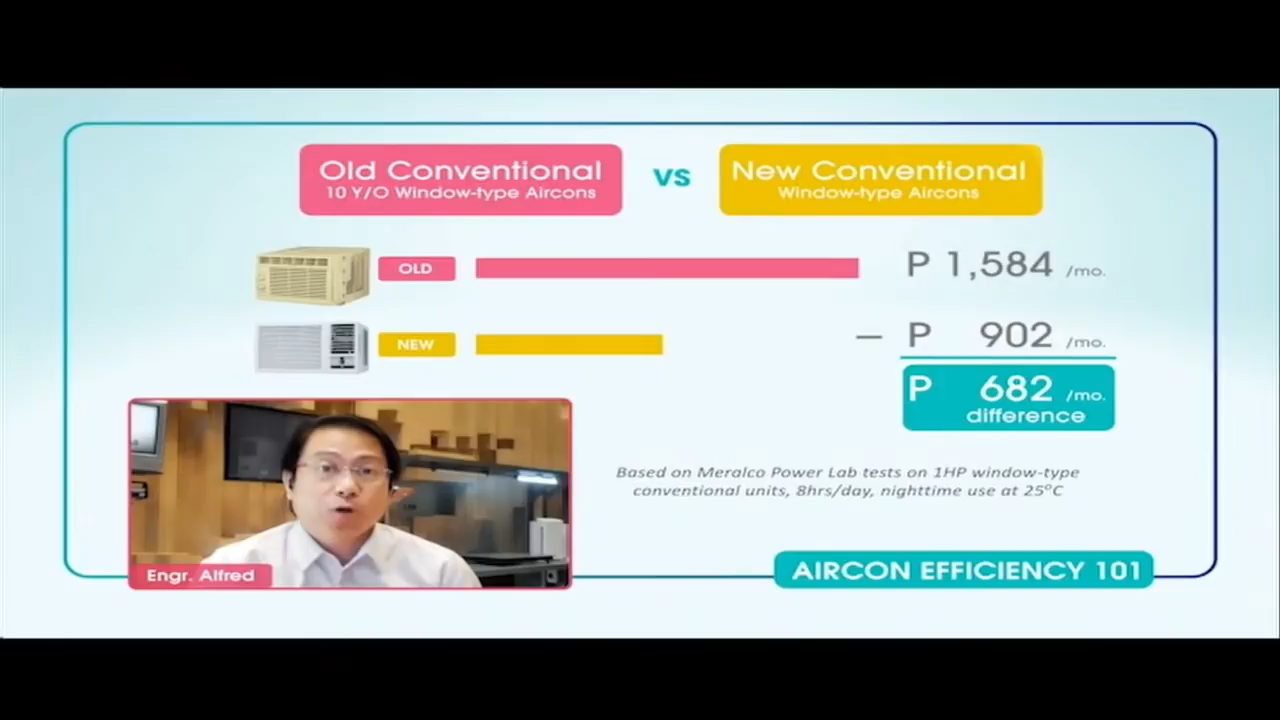 Old Conventional
10 Y/O Window-type Aircons
vs
New Conventional
Window-type Aircons
OLD
P 1,584 /mo.
NEW
– P 902 /mo.
P 682 /mo.
difference
Based on Meralco Power Lab tests on 1HP window-type
conventional units, 8hrs/day, nighttime use at 25°C
Engr. Alfred
AIRCON EFFICIENCY 101